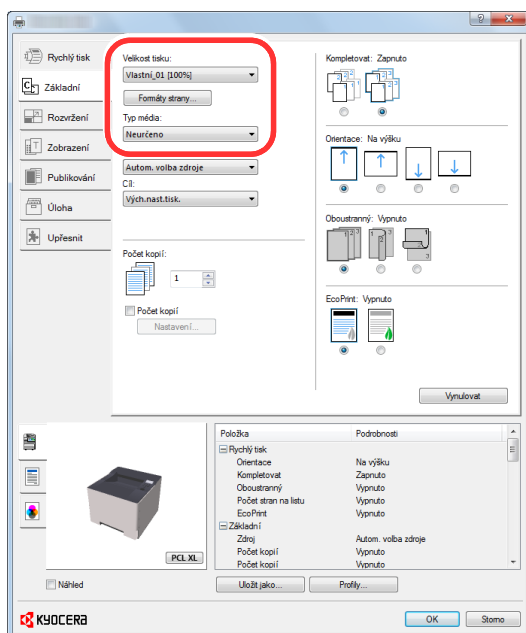 Rychlý tisk
Základní
Rozvržení
Zobrazení
Publikování
Úloha
Upřesnit
Velikost tisku:
Vlastní_01 [100%]
Formáty strany...
Typ média:
Neurčeno
Autom. volba zdroje
Cíl:
Vých.nast.tisk.
Počet kopií:
1
Počet kopií
Nastavení...
Kompletovat: Zapnuto
Orientace: Na výšku
Oboustranný: Vypnuto
EcoPrint: Vypnuto
Vynulovat
PCL XL
Náhled
Položka Podrobnosti
Rychlý tisk
Orientace Na výšku
Kompletovat Zapnuto
Oboustranný Vypnuto
Počet stran na listu Vypnuto
EcoPrint Vypnuto
Základní
Zdroj Autom. volba zdroje
Počet kopií Vypnuto
Počet kopií Vypnuto
Uložit jako... Profily...
KYOCERA
OK Storno